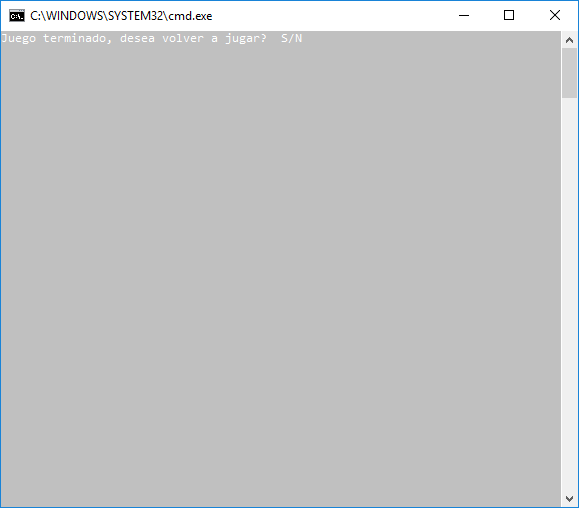 C:\WINDOWS\SYSTEM32\cmd.exe
Juego terminado, desea volver a jugar?  S/N